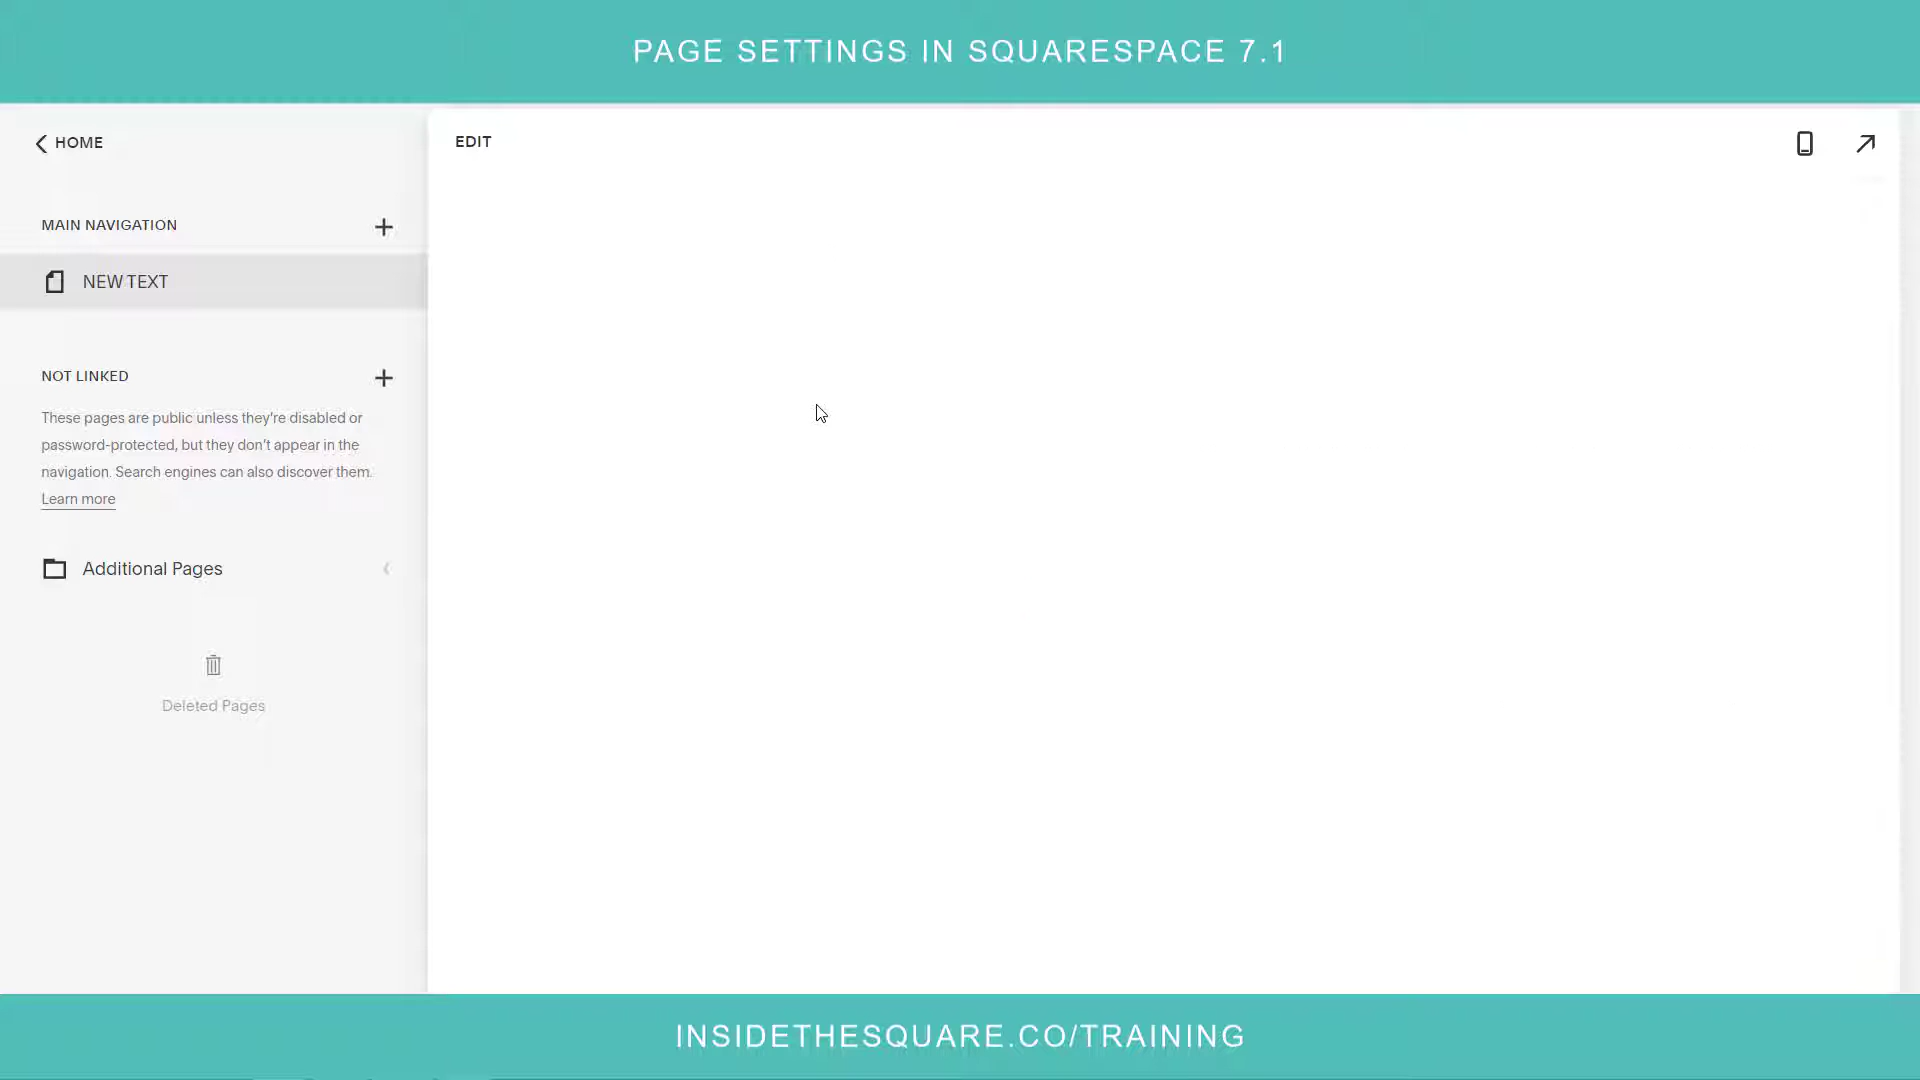 PAGE SETTINGS IN SQUARESPACE 7.1
HOME
EDIT
MAIN NAVIGATION
NEW TEXT
NOT LINKED
These pages are public unless they're disabled or
password-protected, but they don't appear in the
navigation. Search engines can also discover them.
Learn more
Additional Pages
Deleted Pages
INSIDETHESQUARE.CO/TRAINING